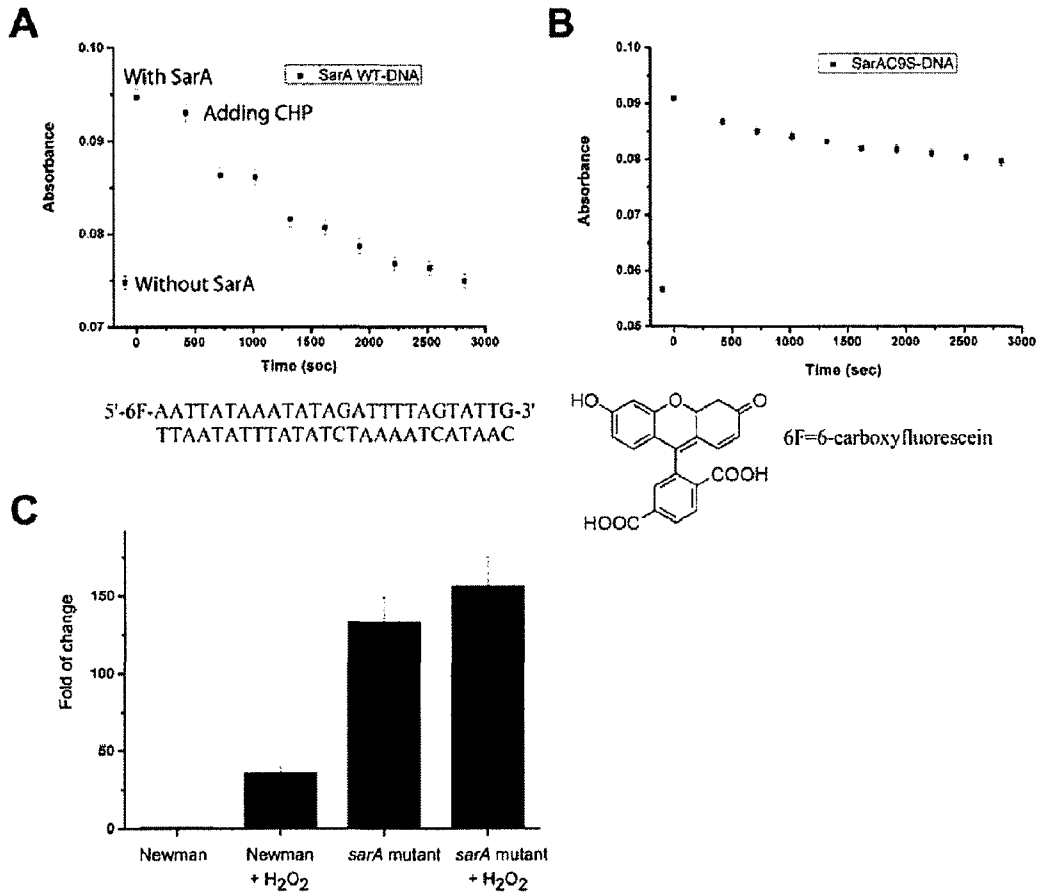 A
0.10
0.09
0.08
0.07
Absorbance
With SarA
SarA WT-DNA
Adding CHP
Without SarA
0 500 1000 1500 2000 2500 3000
Time (sec)
B
0.10
0.09
0.08
0.07
0.06
0.05
Absorbance
SarAC9S-DNA
0 500 1000 1500 2000 2500 3000
Time (sec)
5'-6F-AATTATAAATATAGATTTTAGTATTG-3'
TTAATATTTATATCTAAAATCATAAC
HO
O
O
COOH
HOOC
6F=6-carboxyfluorescein
C
150
100
50
0
Fold of change
Newman
Newman + H2O2
sarA mutant
sarA mutant + H2O2